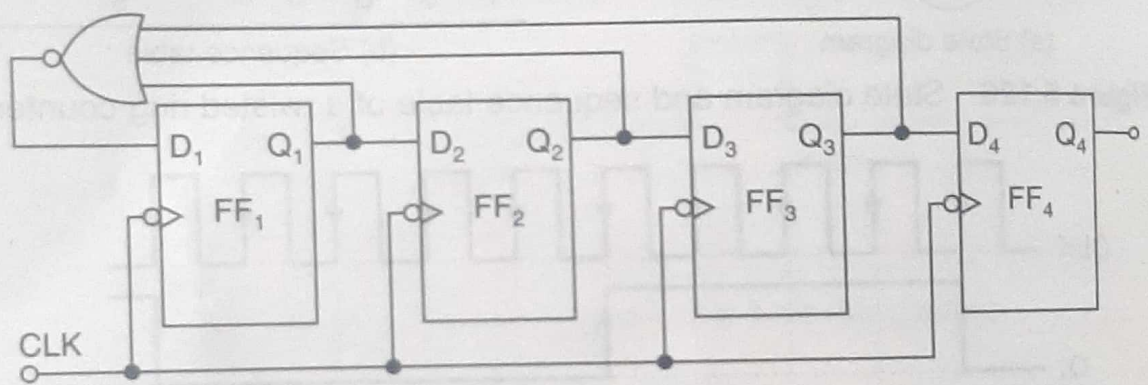 D₁ Q₁ D₂ Q₂ D₃ Q₃ D₄ Q₄
FF₁ FF₂ FF₃ FF₄
CLK